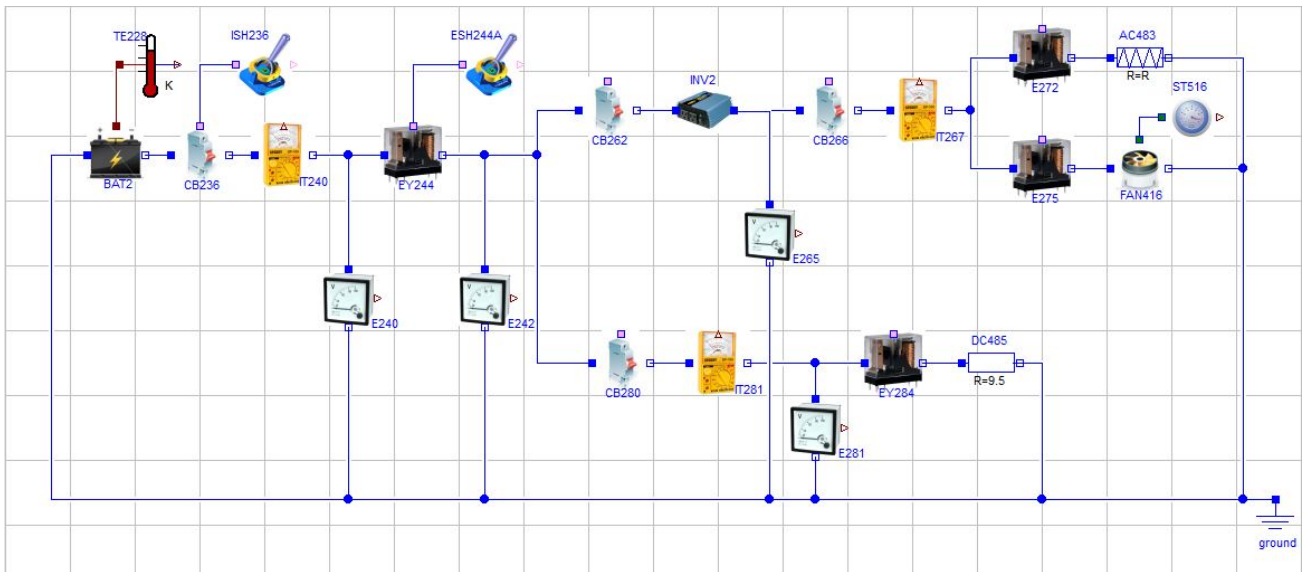 TE228
ISH236
ESH244A
AC483
K
INV2
E272
R=R
ST516
BAT2
CB236
IT240
EY244
CB262
CB266
IT267
E275
FAN416
E265
E240
E242
DC485
CB280
IT281
EY284
R=9.5
E281
ground